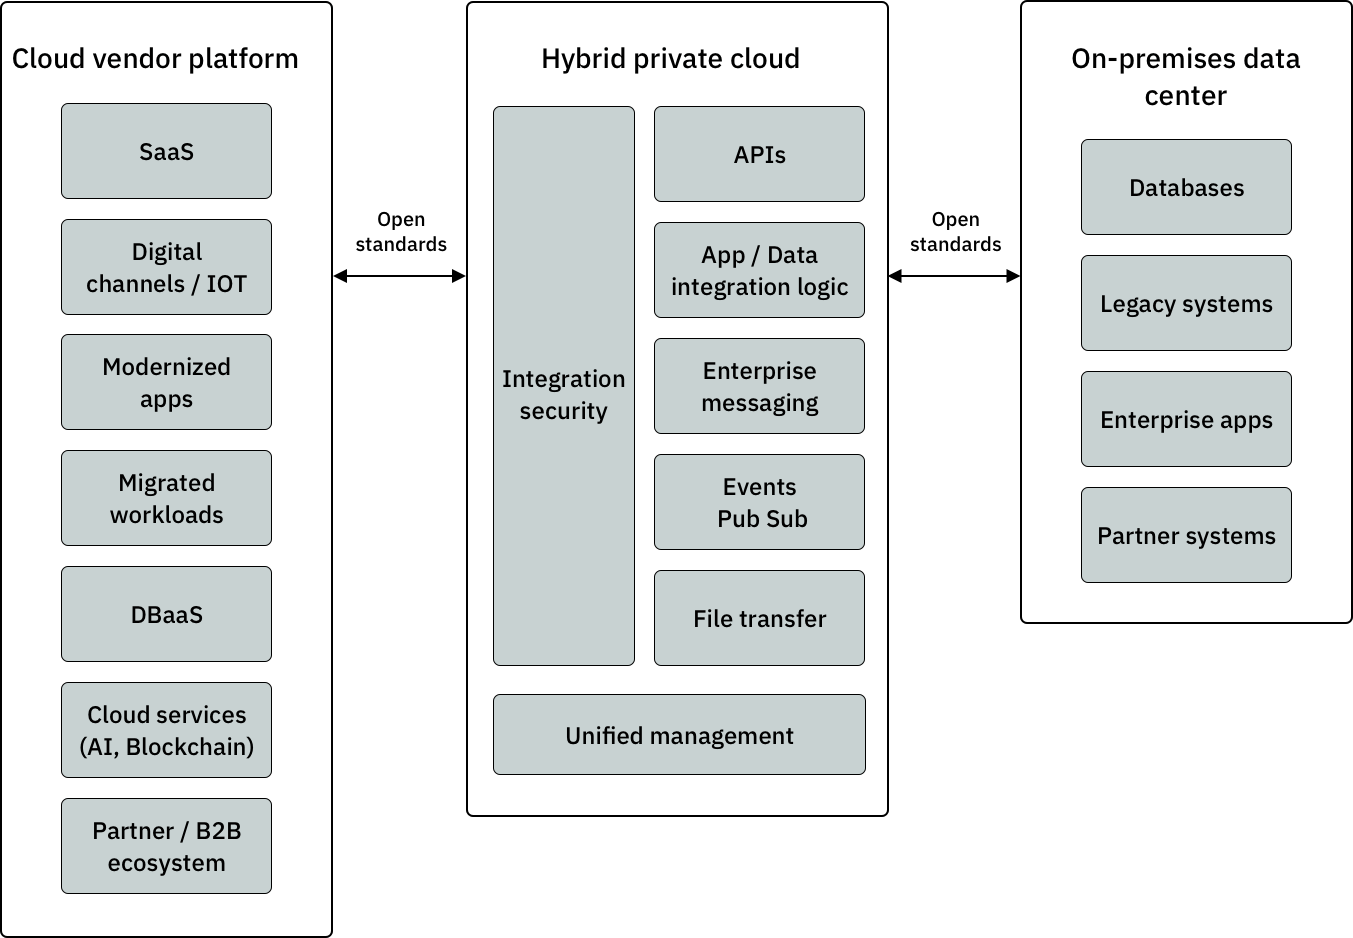 Cloud vendor platform
SaaS
Digital
channels / IOT
Modernized
apps
Migrated
workloads
DBaaS
Cloud services
(AI, Blockchain)
Partner / B2B
ecosystem
Open
standards
Hybrid private cloud
Integration
security
APIs
App / Data
integration logic
Enterprise
messaging
Events
Pub Sub
File transfer
Unified management
Open
standards
On-premises data
center
Databases
Legacy systems
Enterprise apps
Partner systems